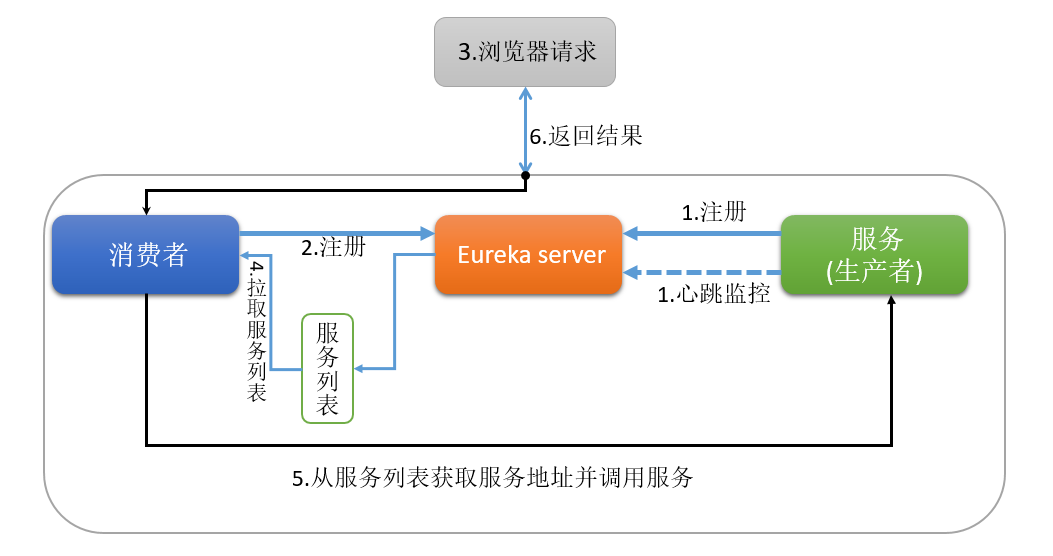 3.浏览器请求
6.返回结果
消费者
2.注册
Eureka server
1.注册
服务
(生产者)
1.心跳监控
4.拉取服务列表
服务列表
5.从服务列表获取服务地址并调用服务